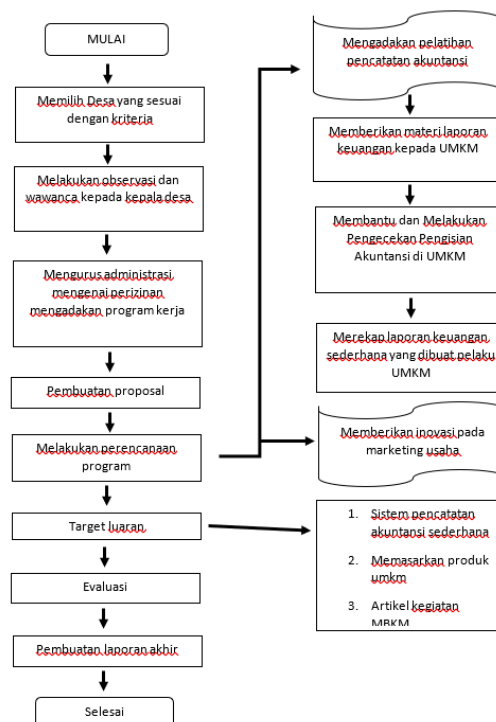 MULAI
Memilih Desa yang sesuai
dengan kriteria
Melakukan observasi dan
wawanca kepada kepala desa
Mengurus administrasi
mengenai perizinan
mengadakan program kerja
Pembuatan proposal
Melakukan perencanaan
program
Target luaran
Evaluasi
Pembuatan laporan akhir
Selesai
Mengadakan pelatihan
pencatatan akuntansi
Memberikan materi laporan
keuangan kepada UMKM
Membantu dan Melakukan
Pengecekan Pengisian
Akuntansi di UMKM
Merekap laporan keuangan
sederhana yang dibuat pelaku
UMKM
Memberikan inovasi pada
marketing usaha
1. Sistem pencatatan
akuntansi sederhana
2. Memasarkan produk
umkm
3. Artikel kegiatan
MBKM